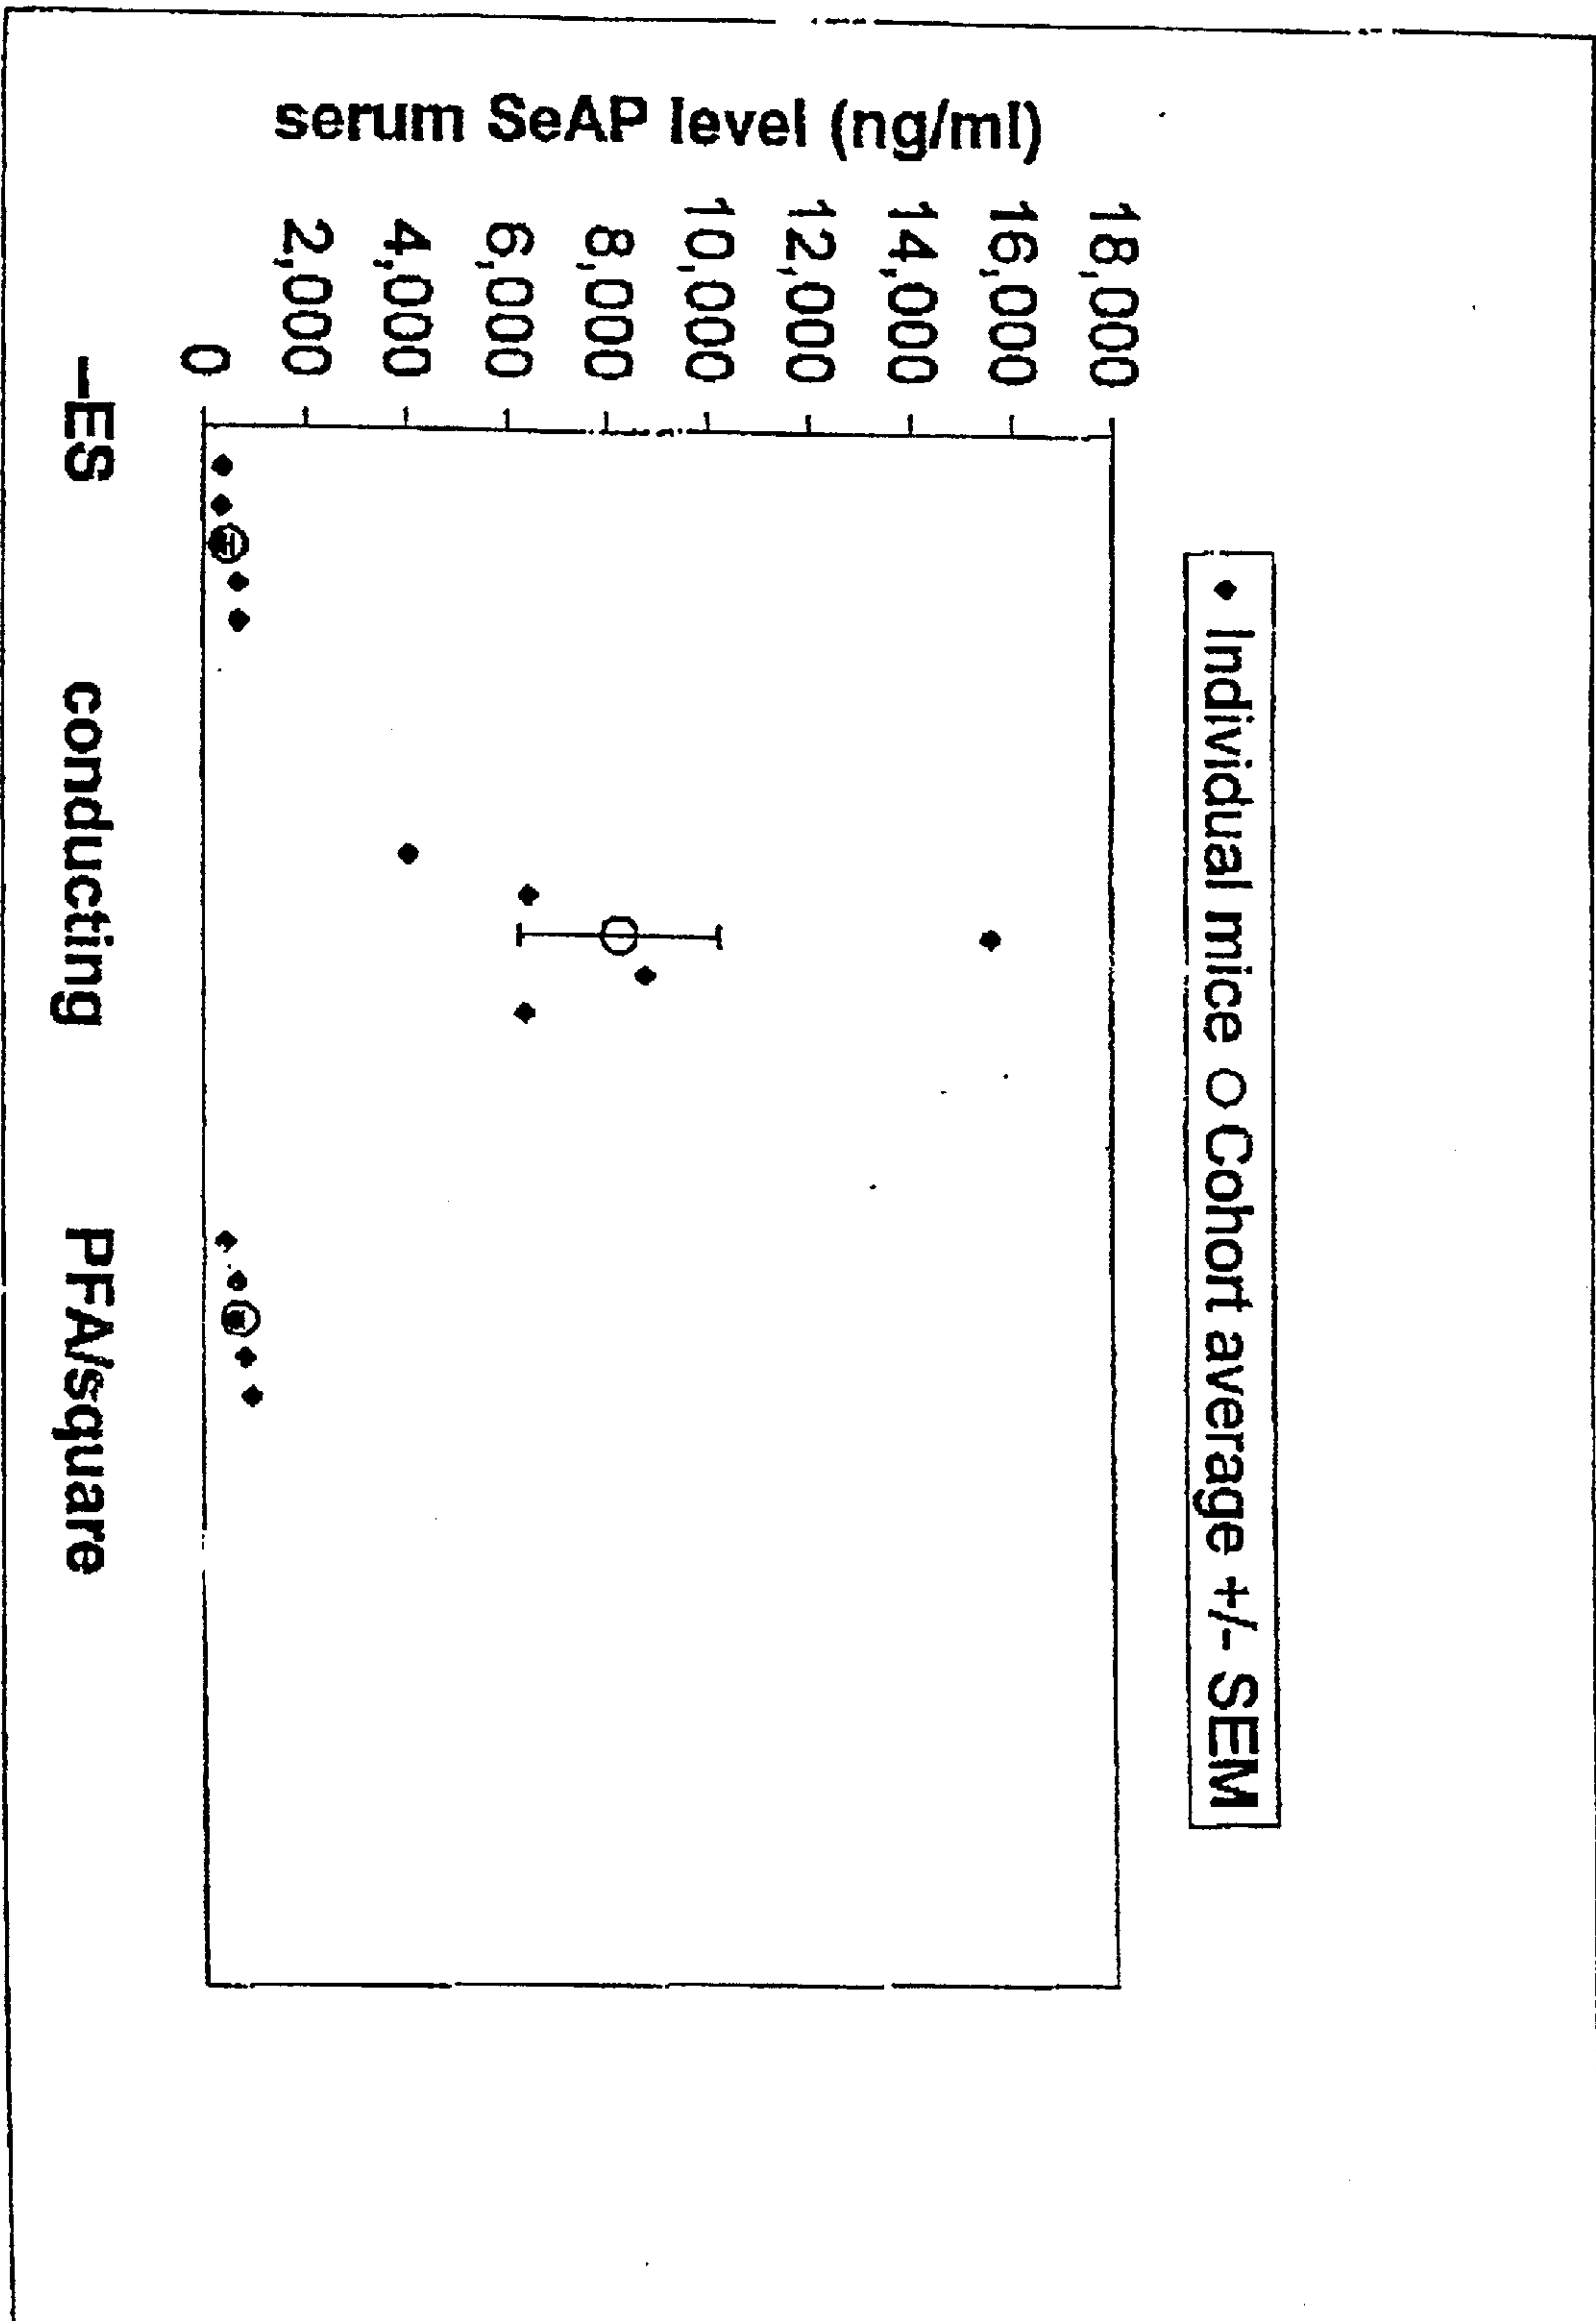 ◆ Individual mice ○ Cohort average +/- SEM
serum SeAP level (ng/ml)
18,000
16,000
14,000
12,000
10,000
8,000
6,000
4,000
2,000
0
–ES
conducting
PFA/square